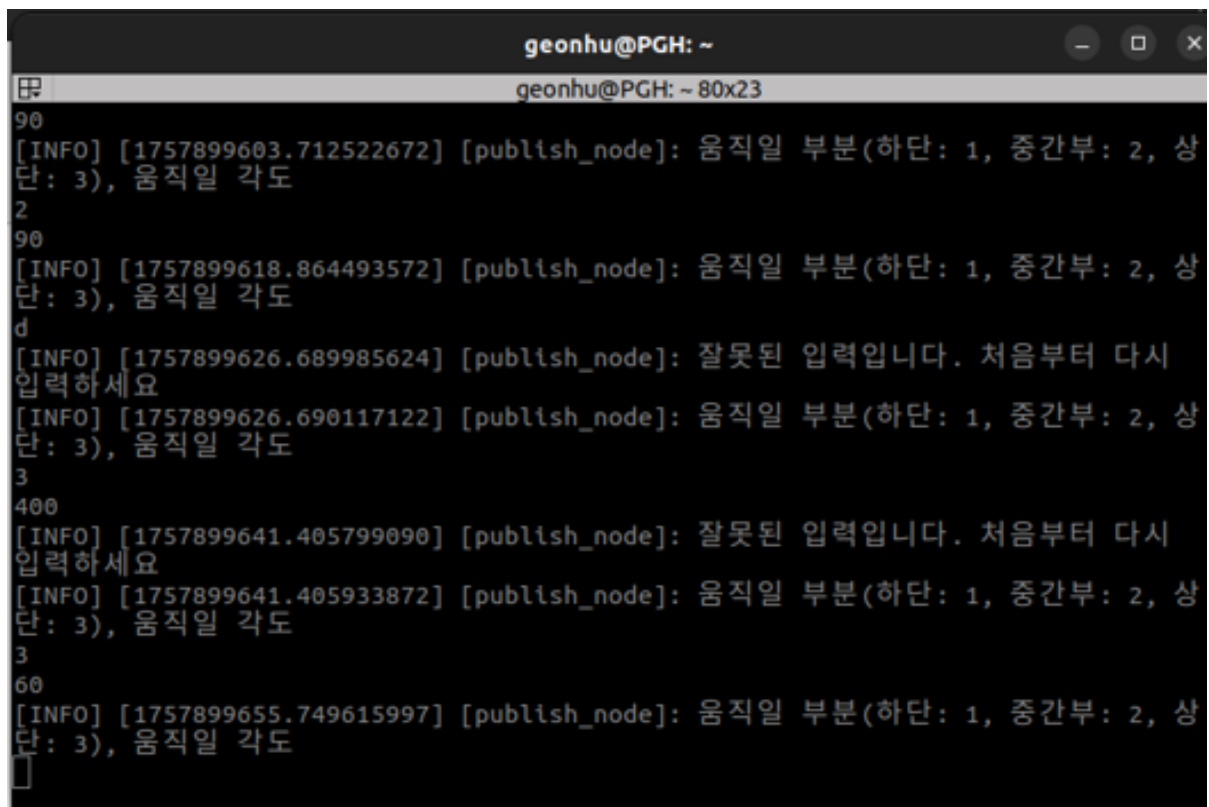 geonhu@PGH: ~
geonhu@PGH: ~ 80x23
90
[INFO] [1757899603.712522672] [publish_node]: 움직일 부분(하단: 1, 중간부: 2, 상
단: 3), 움직일 각도
2
90
[INFO] [1757899618.864493572] [publish_node]: 움직일 부분(하단: 1, 중간부: 2, 상
단: 3), 움직일 각도
d
[INFO] [1757899626.689985624] [publish_node]: 잘못된 입력입니다. 처음부터 다시
입력하세요
[INFO] [1757899626.690117122] [publish_node]: 움직일 부분(하단: 1, 중간부: 2, 상
단: 3), 움직일 각도
3
400
[INFO] [1757899641.405799090] [publish_node]: 잘못된 입력입니다. 처음부터 다시
입력하세요
[INFO] [1757899641.405933872] [publish_node]: 움직일 부분(하단: 1, 중간부: 2, 상
단: 3), 움직일 각도
3
60
[INFO] [1757899655.749615997] [publish_node]: 움직일 부분(하단: 1, 중간부: 2, 상
단: 3), 움직일 각도